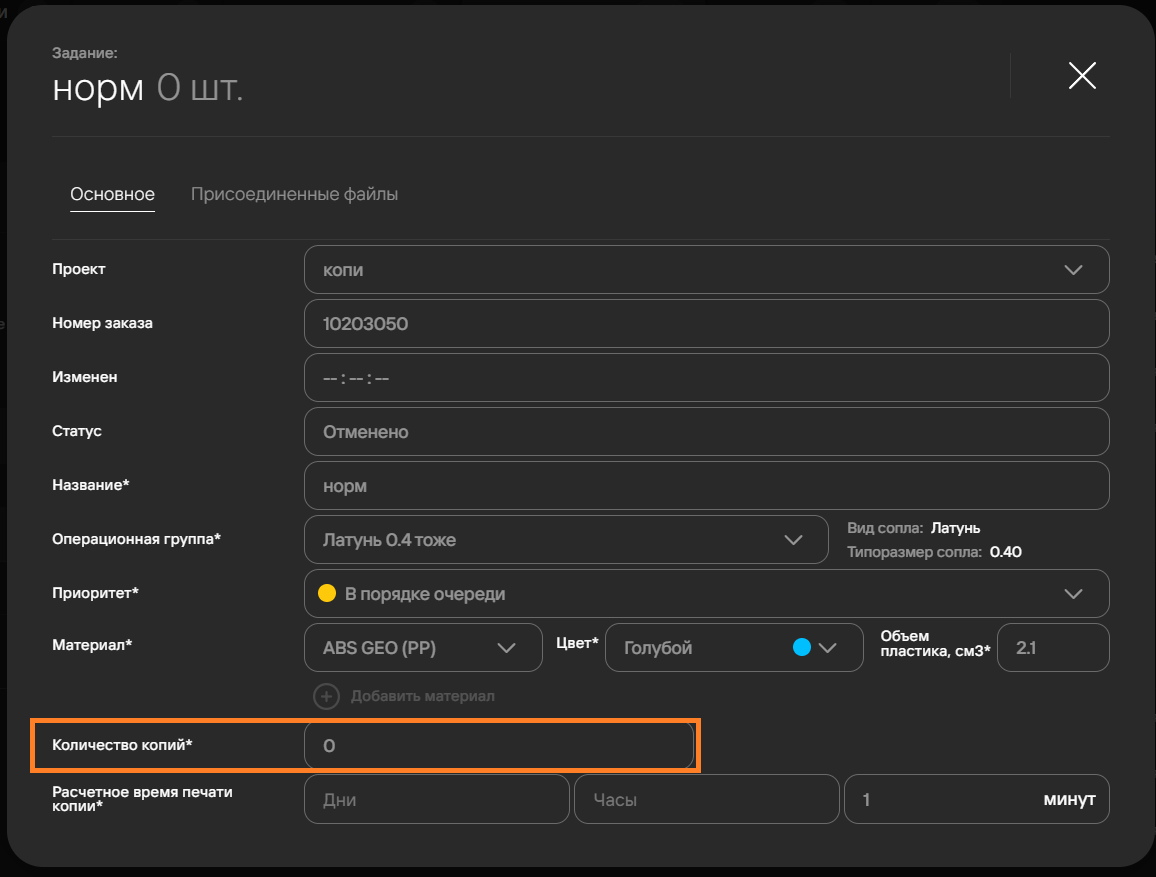 Задание:
норм 0 шт.
Основное Присоединенные файлы
Проект копи
Номер заказа 10203050
Изменен -- : -- : --
Статус Отменено
Название* норм
Операционная группа* Латунь 0.4 тоже
Вид сопла: Латунь
Типоразмер сопла: 0.40
Приоритет* В порядке очереди
Материал* ABS GEO (PP) Цвет* Голубой
Объем
пластика, см3* 2.1
Добавить материал
Количество копий* 0
Расчетное время печати
копии* Дни Часы 1 минут